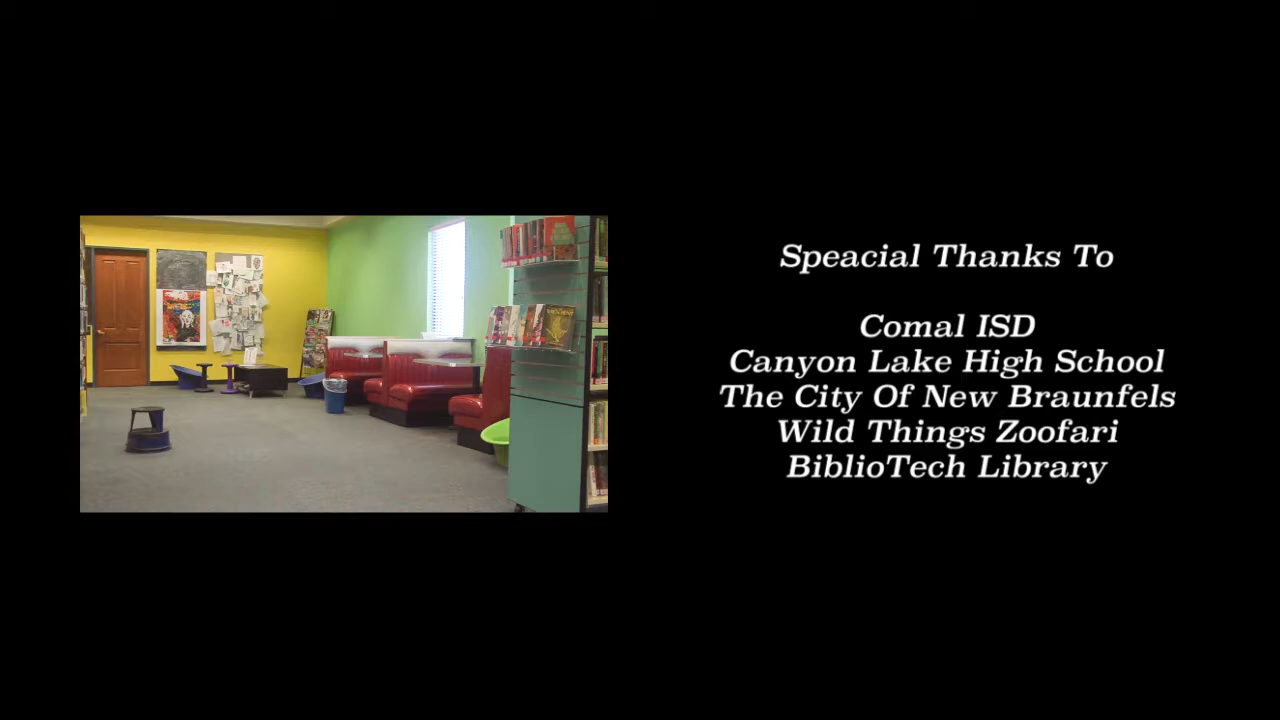 Speacial Thanks To
Comal ISD
Canyon Lake High School
The City Of New Braunfels
Wild Things Zoofari
BiblioTech Library